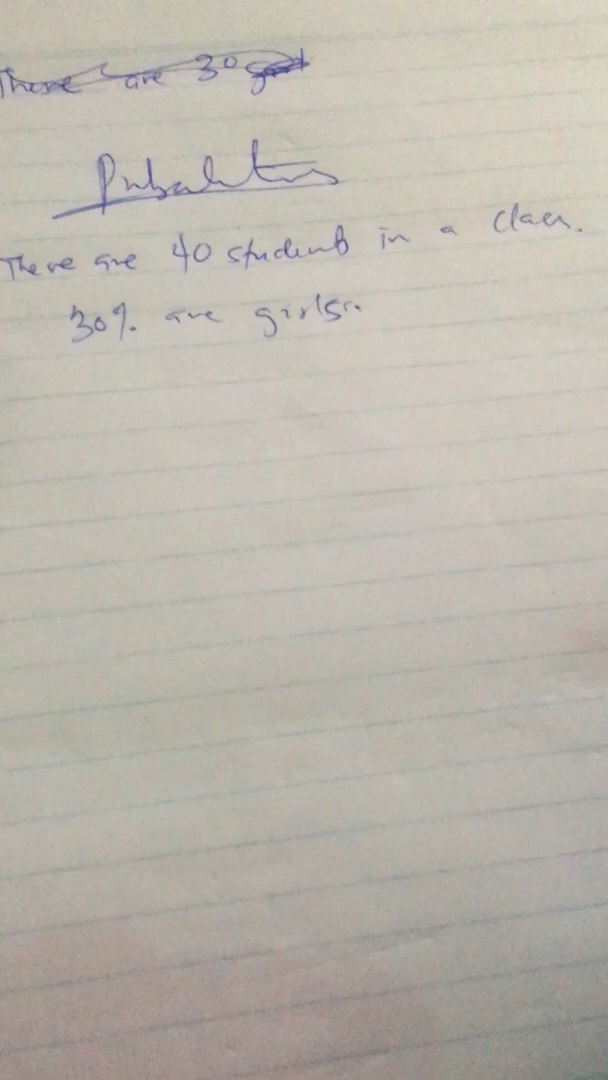 There are 30
There are 40 students in a class.
30% are girls.